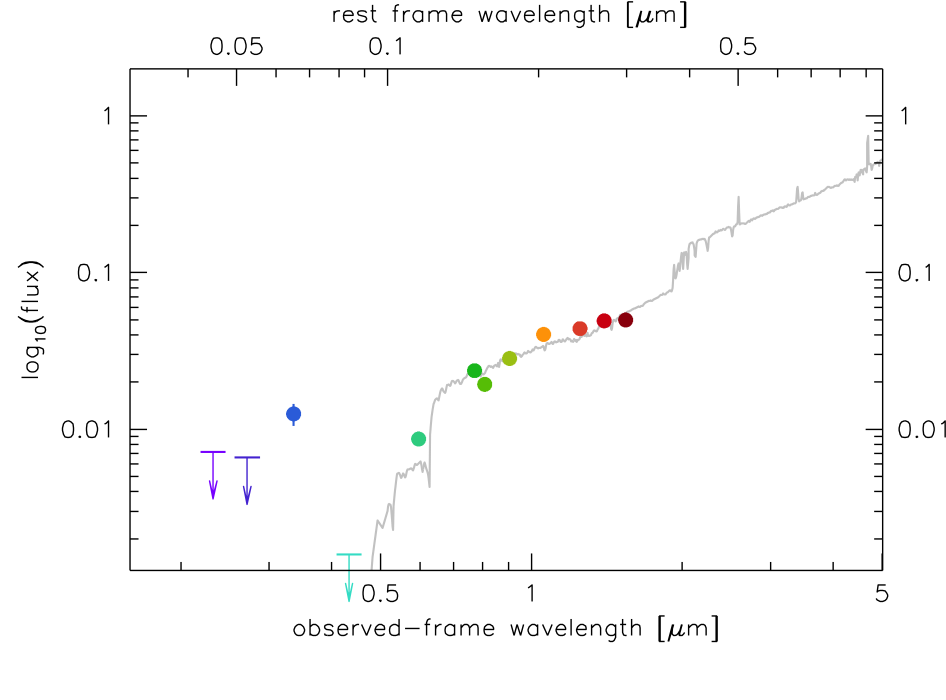 rest frame wavelength [μm]
0.05 0.1 0.5
1 1
0.1 0.1
0.01 0.01
log10(flux)
0.5 1 5
observed-frame wavelength [μm]